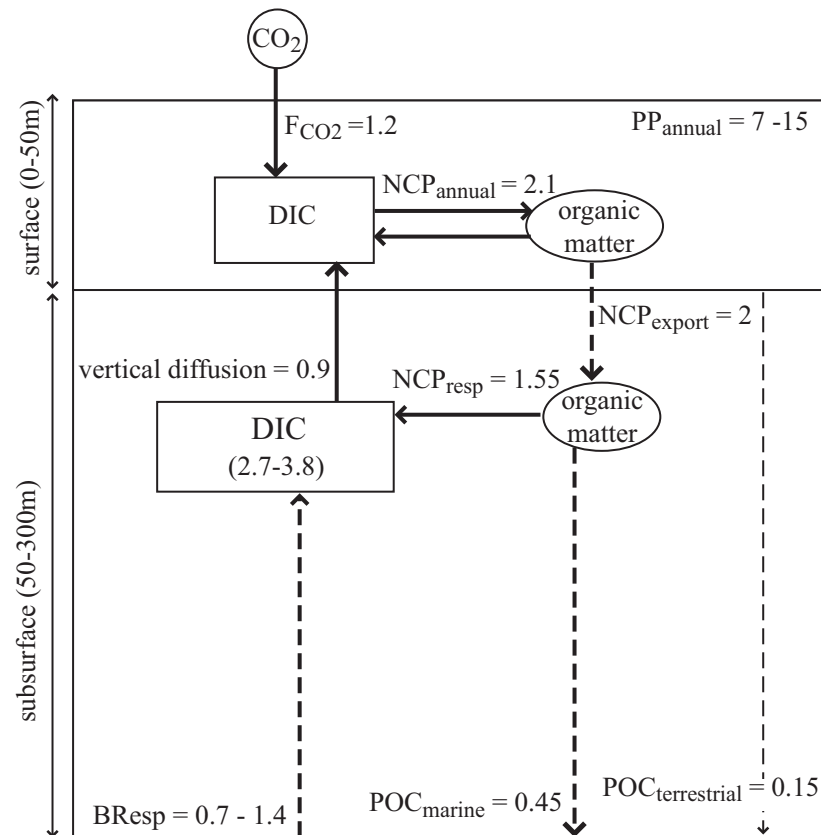 CO2
surface (0-50m)
FCO2 =1.2
PPannual = 7 -15
DIC
NCPannual = 2.1
organic
matter
subsurface (50-300m)
NCPexport = 2
vertical diffusion = 0.9
NCPresp = 1.55
DIC
(2.7-3.8)
organic
matter
BResp = 0.7 - 1.4
POCmarine = 0.45
POCterrestrial = 0.15